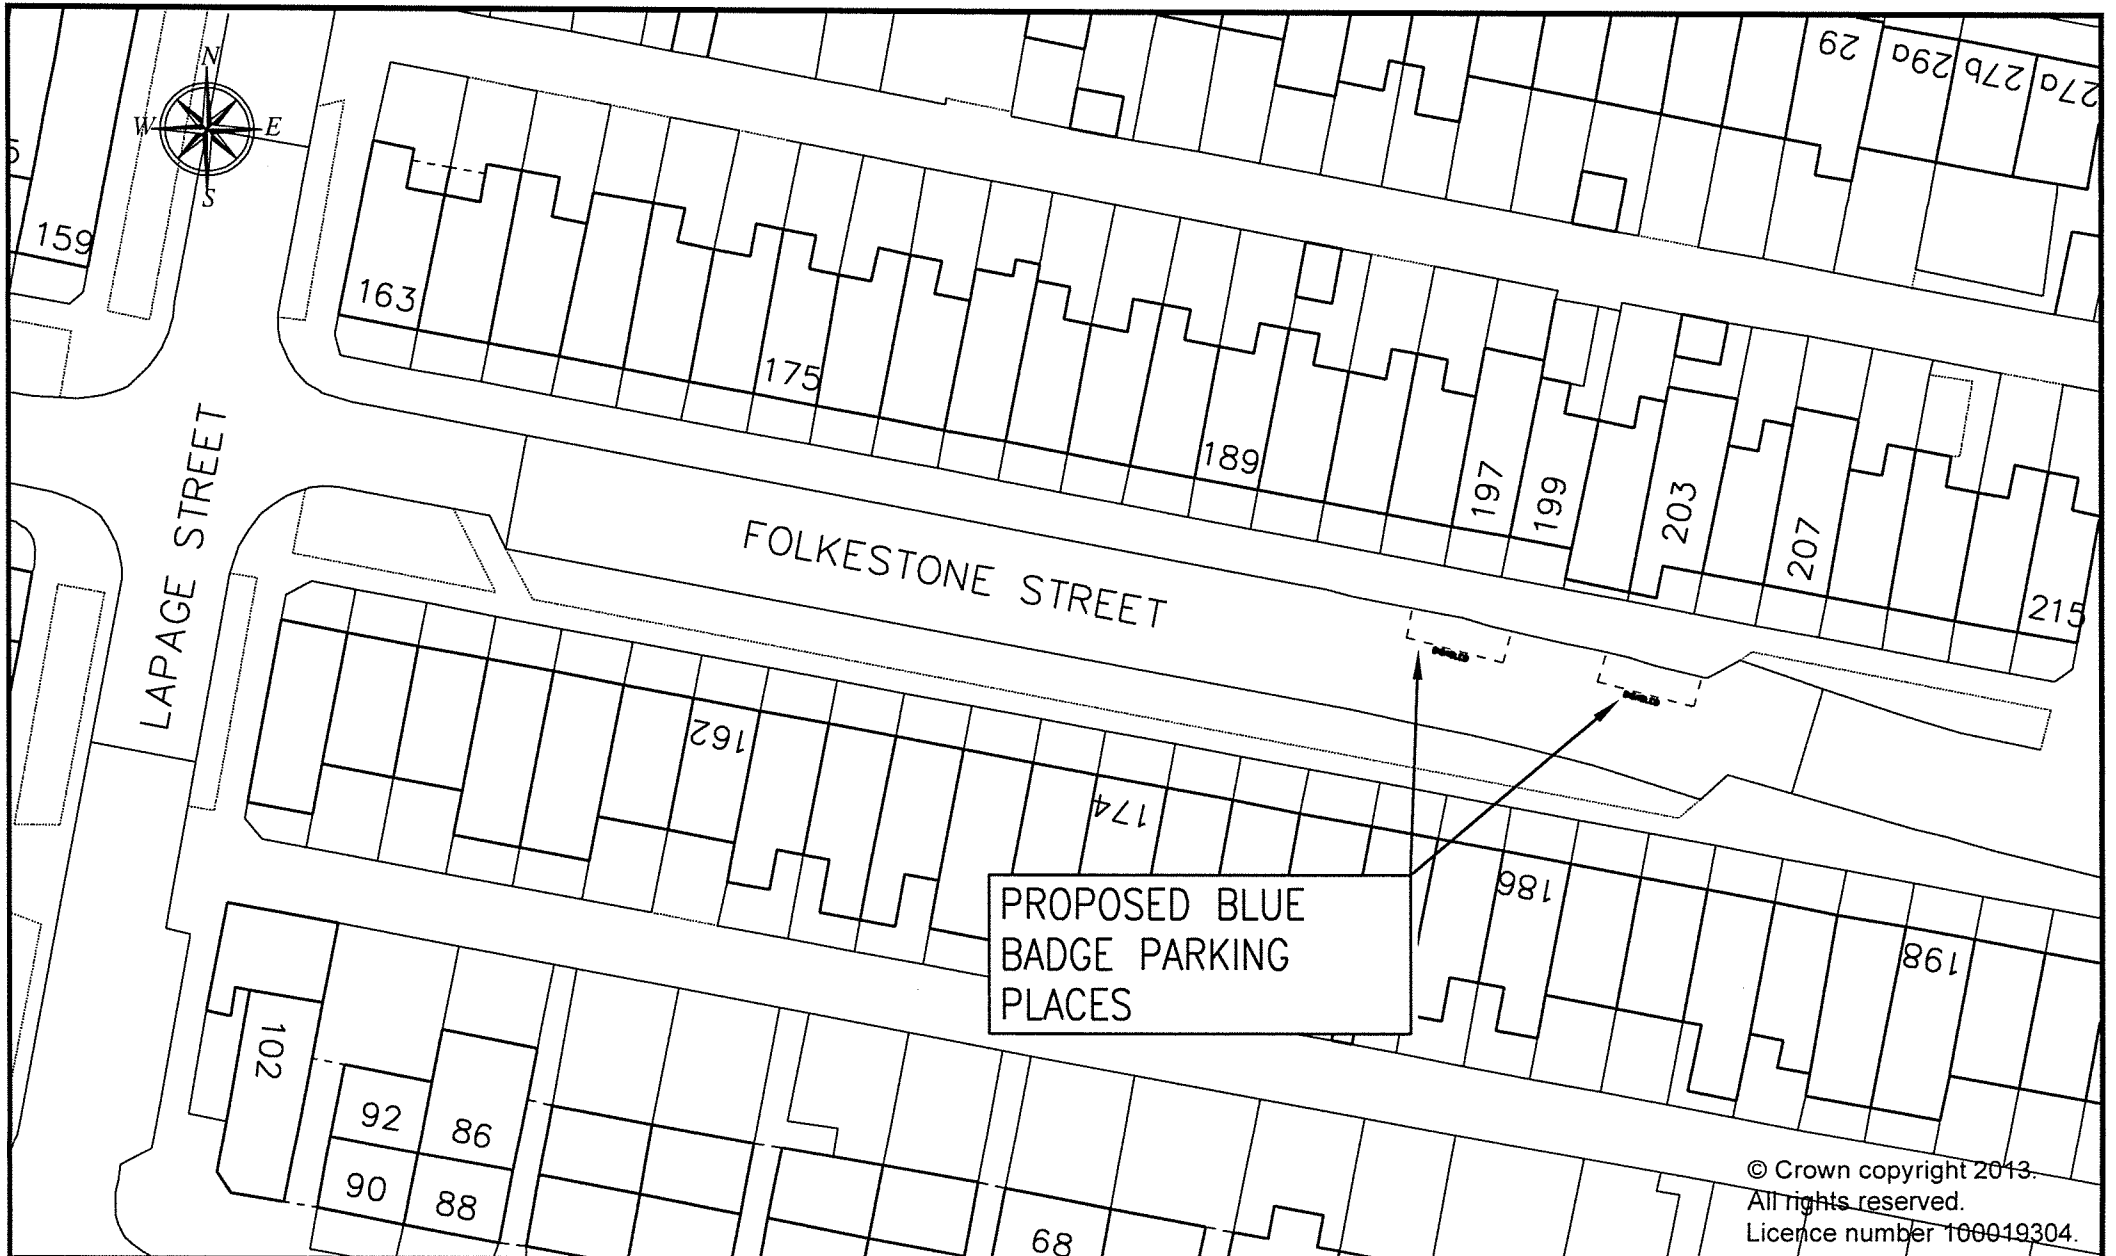 29
29a
27b
27a
N
W
E
S
159
163
175
189
197
199
203
207
215
LAPAGE STREET
FOLKESTONE STREET
162
174
186
198
PROPOSED BLUE
BADGE PARKING
PLACES
102
92
86
90
88
68
© Crown copyright 2013.
All rights reserved.
Licence number 100019304.